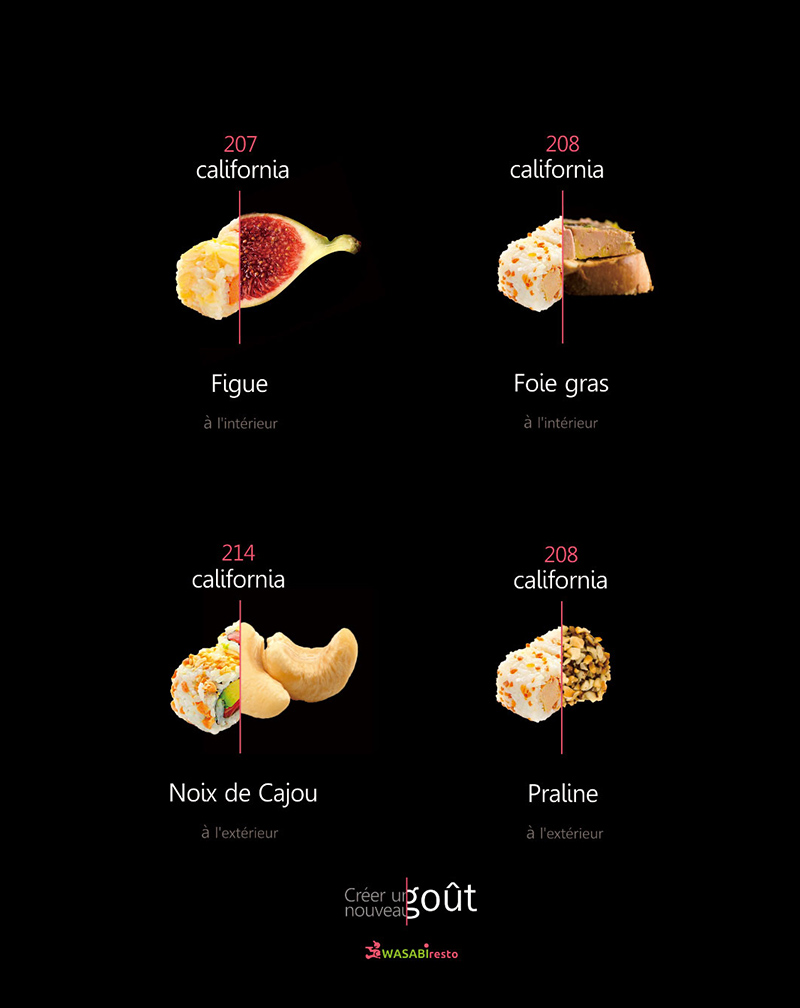 207
california
208
california
Figue
à l'intérieur
Foie gras
à l'intérieur
214
california
208
california
Noix de Cajou
à l'extérieur
Praline
à l'extérieur
Créer un
nouveau
goût
WASABIresto